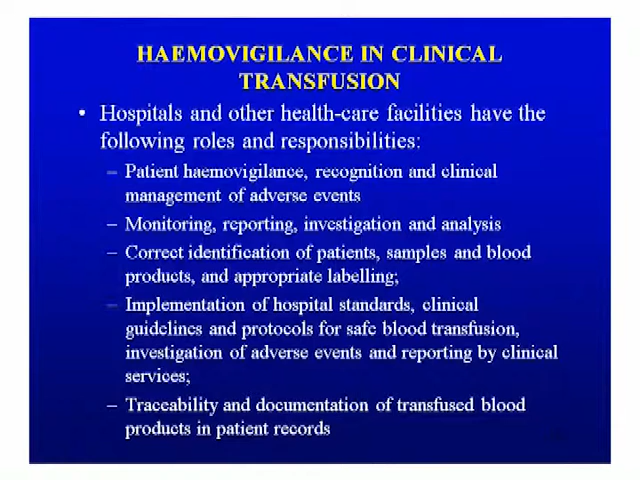 HAEMOVIGILANCE IN CLINICAL
TRANSFUSION
• Hospitals and other health-care facilities have the
following roles and responsibilities:
– Patient haemovigilance, recognition and clinical
management of adverse events
– Monitoring, reporting, investigation and analysis
– Correct identification of patients, samples and blood
products, and appropriate labelling;
– Implementation of hospital standards, clinical
guidelines and protocols for safe blood transfusion,
investigation of adverse events and reporting by clinical
services;
– Traceability and documentation of transfused blood
products in patient records